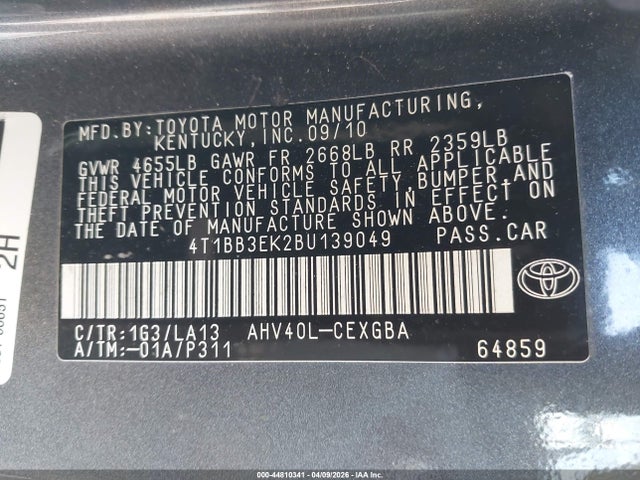 MFD.BY:TOYOTA MOTOR MANUFACTURING,
KENTUCKY, INC. 09/10
GVWR 4655LB GAWR FR 2668LB RR 2359LB
THIS VEHICLE CONFORMS TO ALL APPLICABLE
FEDERAL MOTOR VEHICLE SAFETY, BUMPER, AND
THEFT PREVENTION STANDARDS IN EFFECT ON
THE DATE OF MANUFACTURE SHOWN ABOVE.
4T1BB3EK2BU139049 PASS.CAR
C/TR:1G3/LA13 AHV40L-CEXGBA
A/TM:-01A/P311 64859
2H
000-44810341 | 04/09/2026 | IAA Inc.